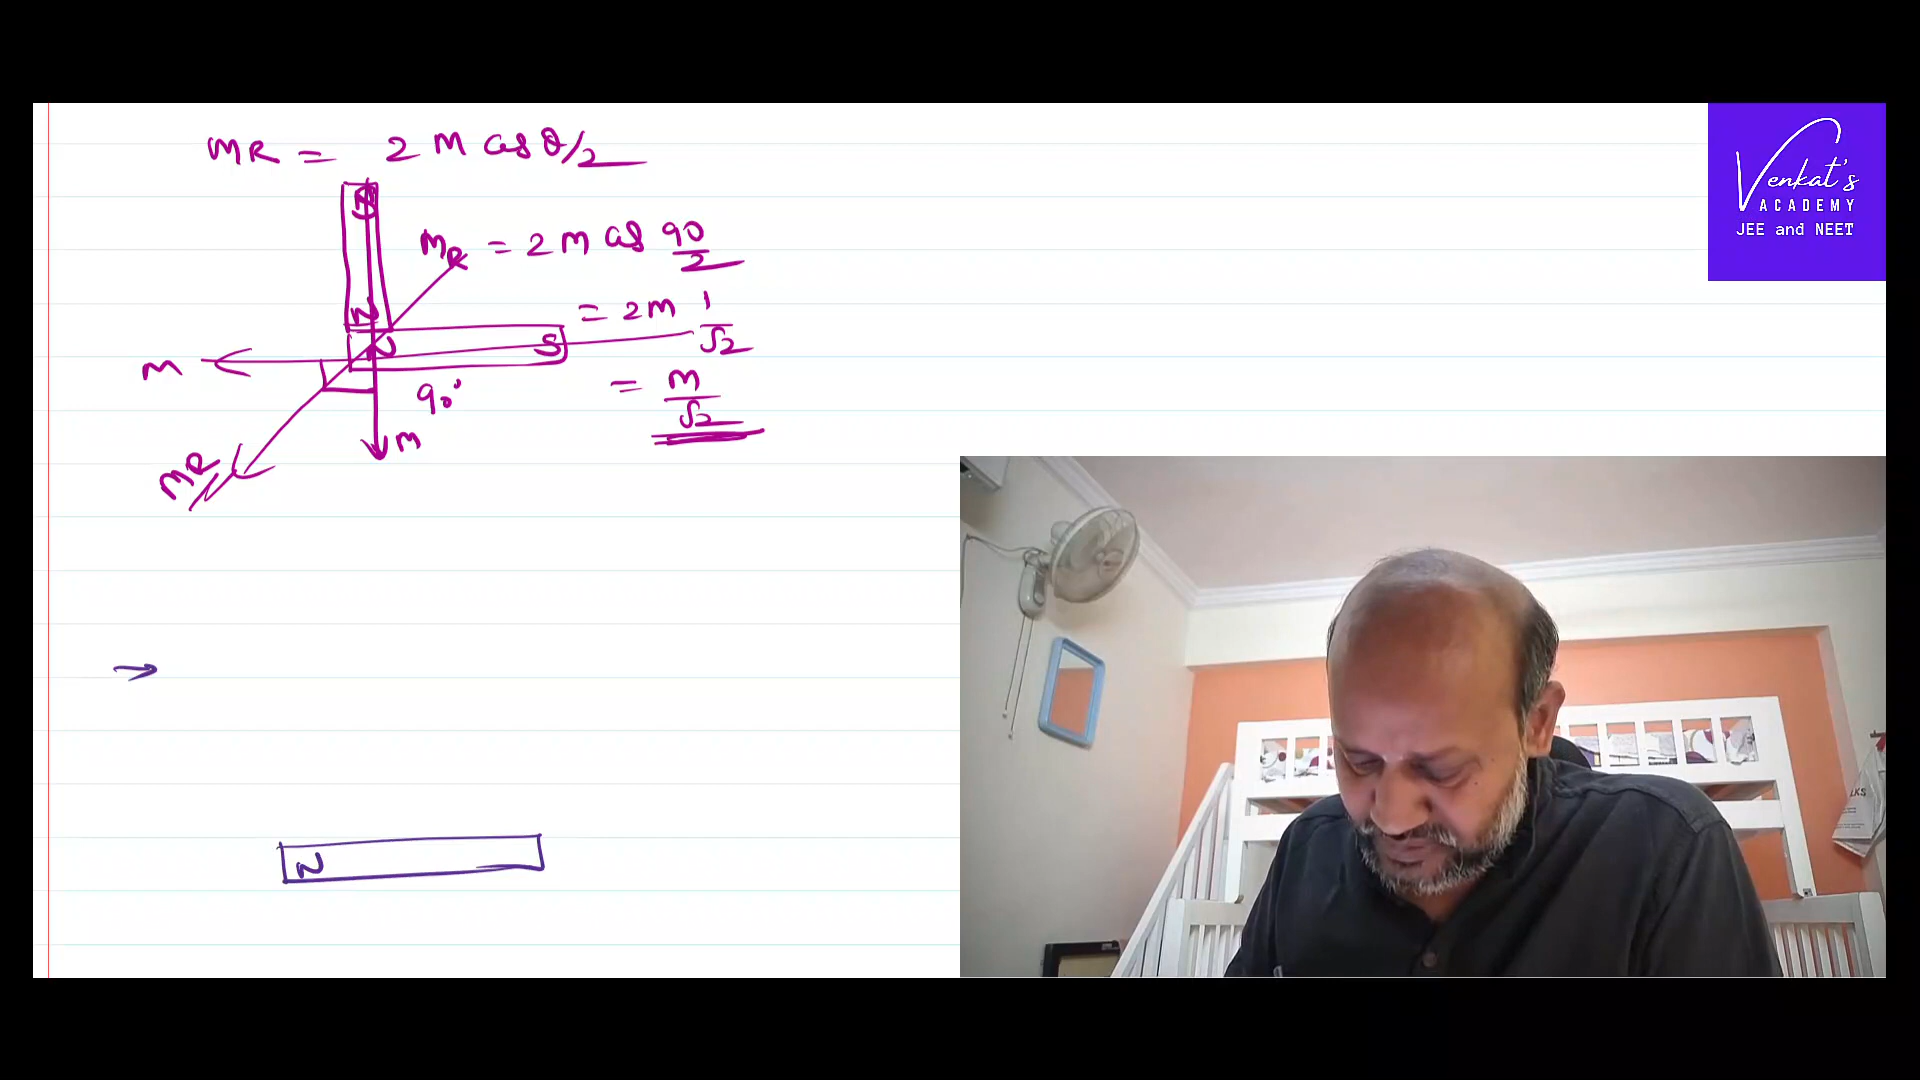 MR = 2 M cos θ/2
S
MR = 2 M cos 90/2
N
= 2 M 1/√2
N S
M
90°
= M/√2
M
MR
N
Venkat's
ACADEMY
JEE and NEET